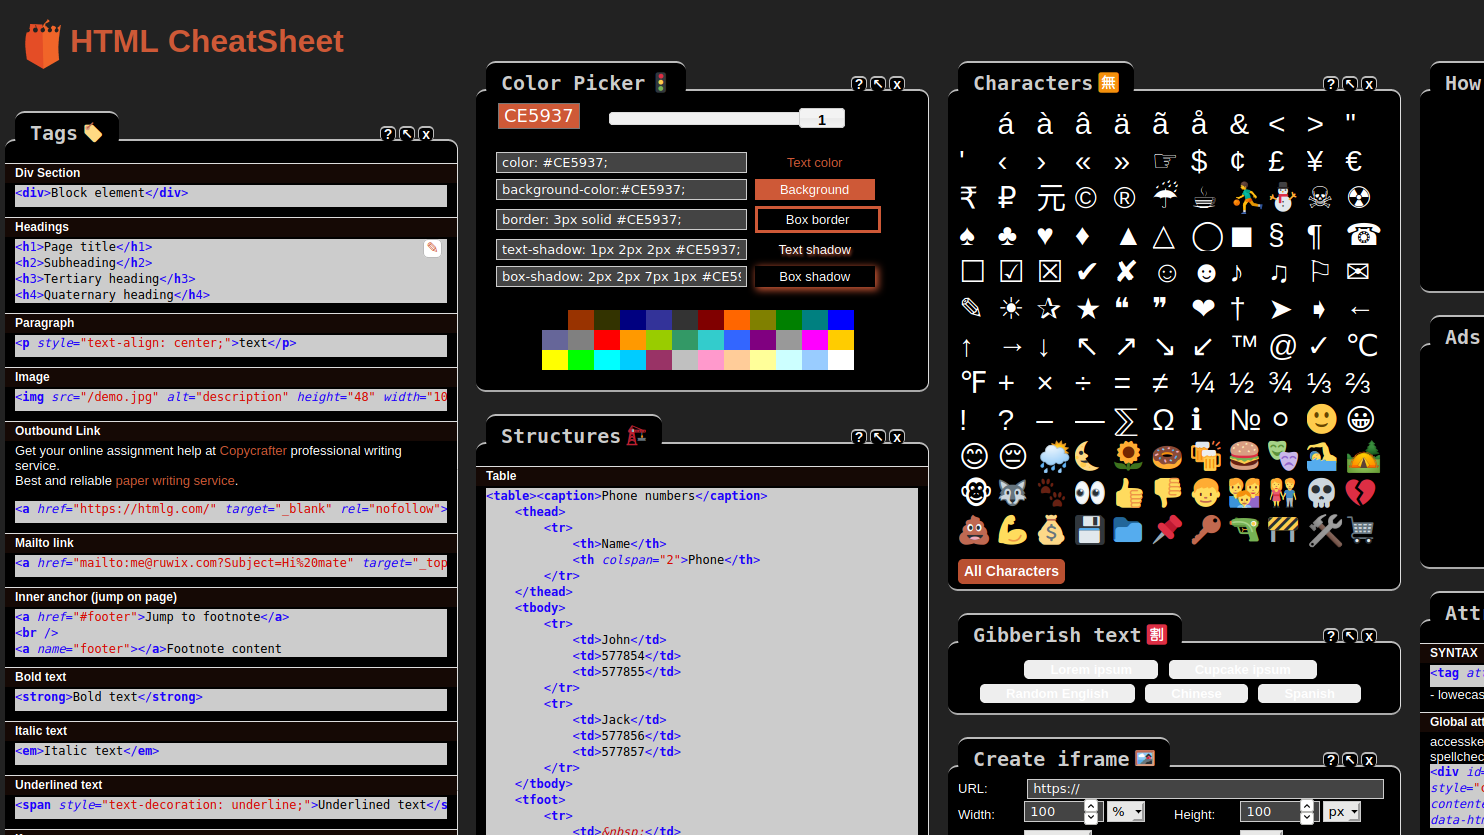 HTML CheatSheet
Tags
? ↖ x
Div Section
<div>Block element</div>
Headings
<h1>Page title</h1>
<h2>Subheading</h2>
<h3>Tertiary heading</h3>
<h4>Quaternary heading</h4>
Paragraph
<p style="text-align: center;">text</p>
Image
<img src="/demo.jpg" alt="description" height="48" width="10
Outbound Link
Get your online assignment help at Copycrafter professional writing
service.
Best and reliable paper writing service.
<a href="https://htmlg.com/" target="_blank" rel="nofollow">
Mailto link
<a href="mailto:me@ruwix.com?Subject=Hi%20mate" target="_top
Inner anchor (jump on page)
<a href="#footer">Jump to footnote</a>
<br />
<a name="footer"></a>Footnote content
Bold text
<strong>Bold text</strong>
Italic text
<em>Italic text</em>
Underlined text
<span style="text-decoration: underline;">Underlined text</s
Color Picker
? ↖ x
CE5937
1
color: #CE5937;
Text color
background-color:#CE5937;
Background
border: 3px solid #CE5937;
Box border
text-shadow: 1px 2px 2px #CE5937;
Text shadow
box-shadow: 2px 2px 7px 1px #CE59
Box shadow
Structures
? ↖ x
Table
<table><caption>Phone numbers</caption>
<thead>
<tr>
<th>Name</th>
<th colspan="2">Phone</th>
</tr>
</thead>
<tbody>
<tr>
<td>John</td>
<td>577854</td>
<td>577855</td>
</tr>
<tr>
<td>Jack</td>
<td>577856</td>
<td>577857</td>
</tr>
</tbody>
<tfoot>
<tr>
<td>&nbsp;</td>
Characters 🈚
? ↖ x
á à â ä ã å & < > "
' ‹ › « » ☞ $ ¢ £ ¥ €
₹ ₽ 元 © ® ☔ ☕ ⛹ ⛄ ☠ ☢
♠ ♣ ♥ ♦ ▲ △ ◯ ■ § ¶ ☎
☐ ☑ ☒ ✔ ✘ ☺ ☻ ♪ ♫ ⚐ ✉
✎ ☀ ✰ ★ ❝ ❞ ❤ † ➤ ➧ ←
↑ → ↓ ↖ ↗ ↘ ↙ ™ @ ✓ ℃
℉ + × ÷ = ≠ ¼ ½ ¾ ⅓ ⅔
! ? – — ⅀ Ω ℹ № ⚪ 🙂 😀
😊 😔 🌧 🌜 🌻 🍩 🍻 🍔 🎭 🏊 🏕
🐵 🐺 🐾 👀 👍 👎 👴 👪 👫 💀 💔
💩 💪 💰 💾 📁 📌 🔑 🔫 🚧 🛠 🛒
All Characters
Gibberish text 🈹
? ↖ x
Lorem Ipsum
Cupcake Ipsum
Random English
Chinese
Spanish
Create iframe
? ↖ x
URL:
https://
Width:
100
%
Height:
100
px
How
Ads
Att
SYNTAX
<tag at
- lowecas
Global att
accesske
spellchec
<div id=
style="c
contente
data-ht